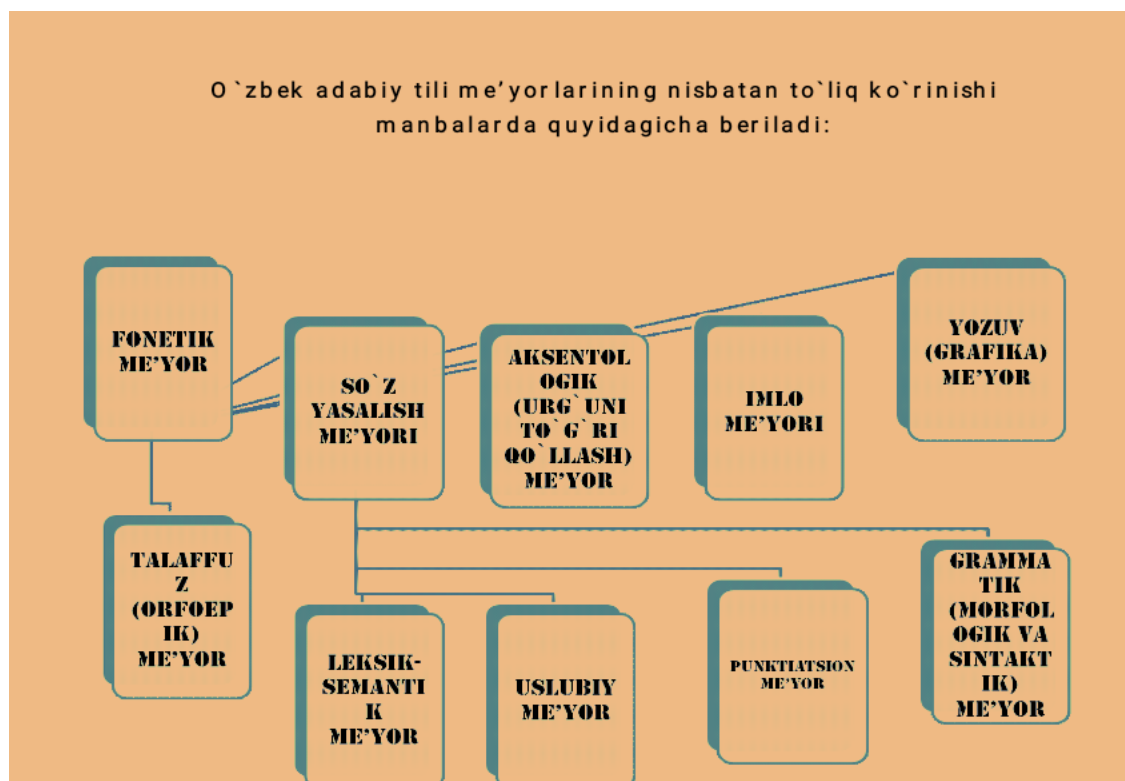 O`zbek adabiy tili me’yorlarining nisbatan to`liq ko`rinishi
manbalarda quyidagicha beriladi:
FONETIK
ME’YOR
SO`Z
YASALISH
ME’YORI
AKSENTOL
OGIK
(URG`UNI
TO`G`RI
QO`LLASH)
ME’YOR
IMLO
ME’YORI
YOZUV
(GRAFIKA)
ME’YOR
TALAFFU
Z
(ORFOEP
IK)
ME’YOR
LEKSIK-
SEMANTI
K
ME’YOR
USLUBIY
ME’YOR
PUNKTIATSION
ME’YOR
GRAMMA
TIK
(MORFOL
OGIK VA
SINTAKT
IK)
ME’YOR